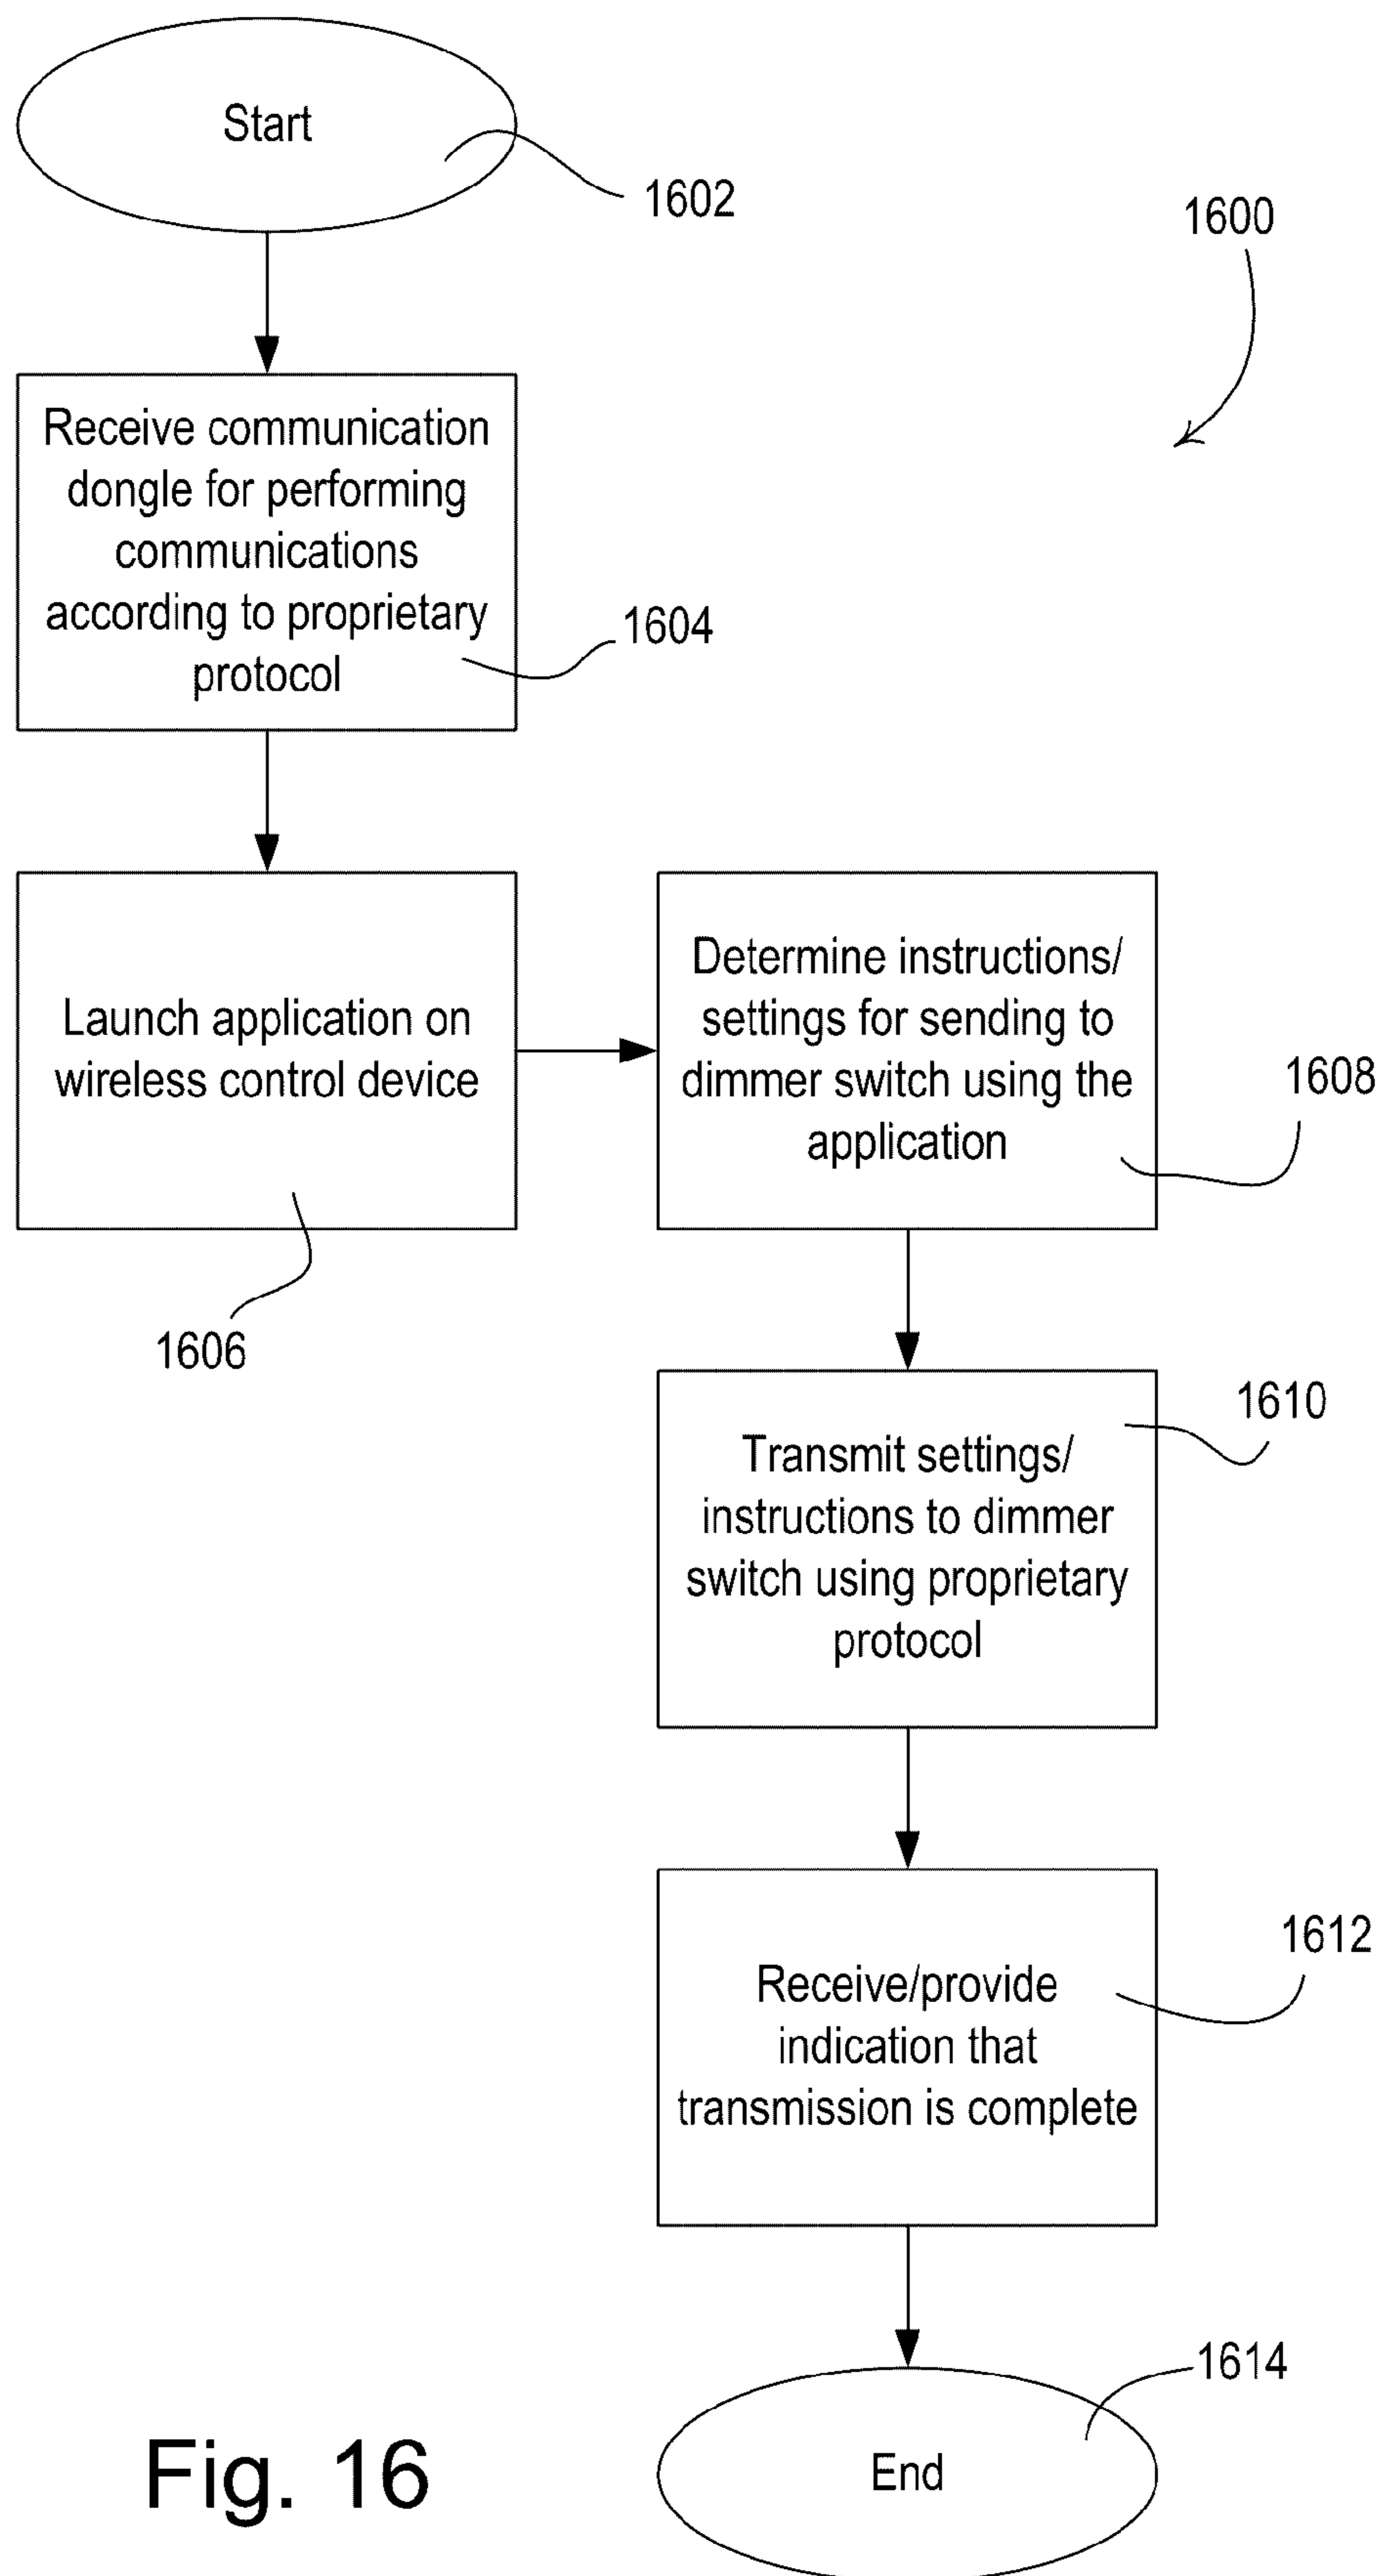 Start
1602
1600
Receive communication
dongle for performing
communications
according to proprietary
protocol
1604
Launch application on
wireless control device
1606
Determine instructions/
settings for sending to
dimmer switch using the
application
1608
Transmit settings/
instructions to dimmer
switch using proprietary
protocol
1610
Receive/provide
indication that
transmission is complete
1612
End
1614
Fig. 16